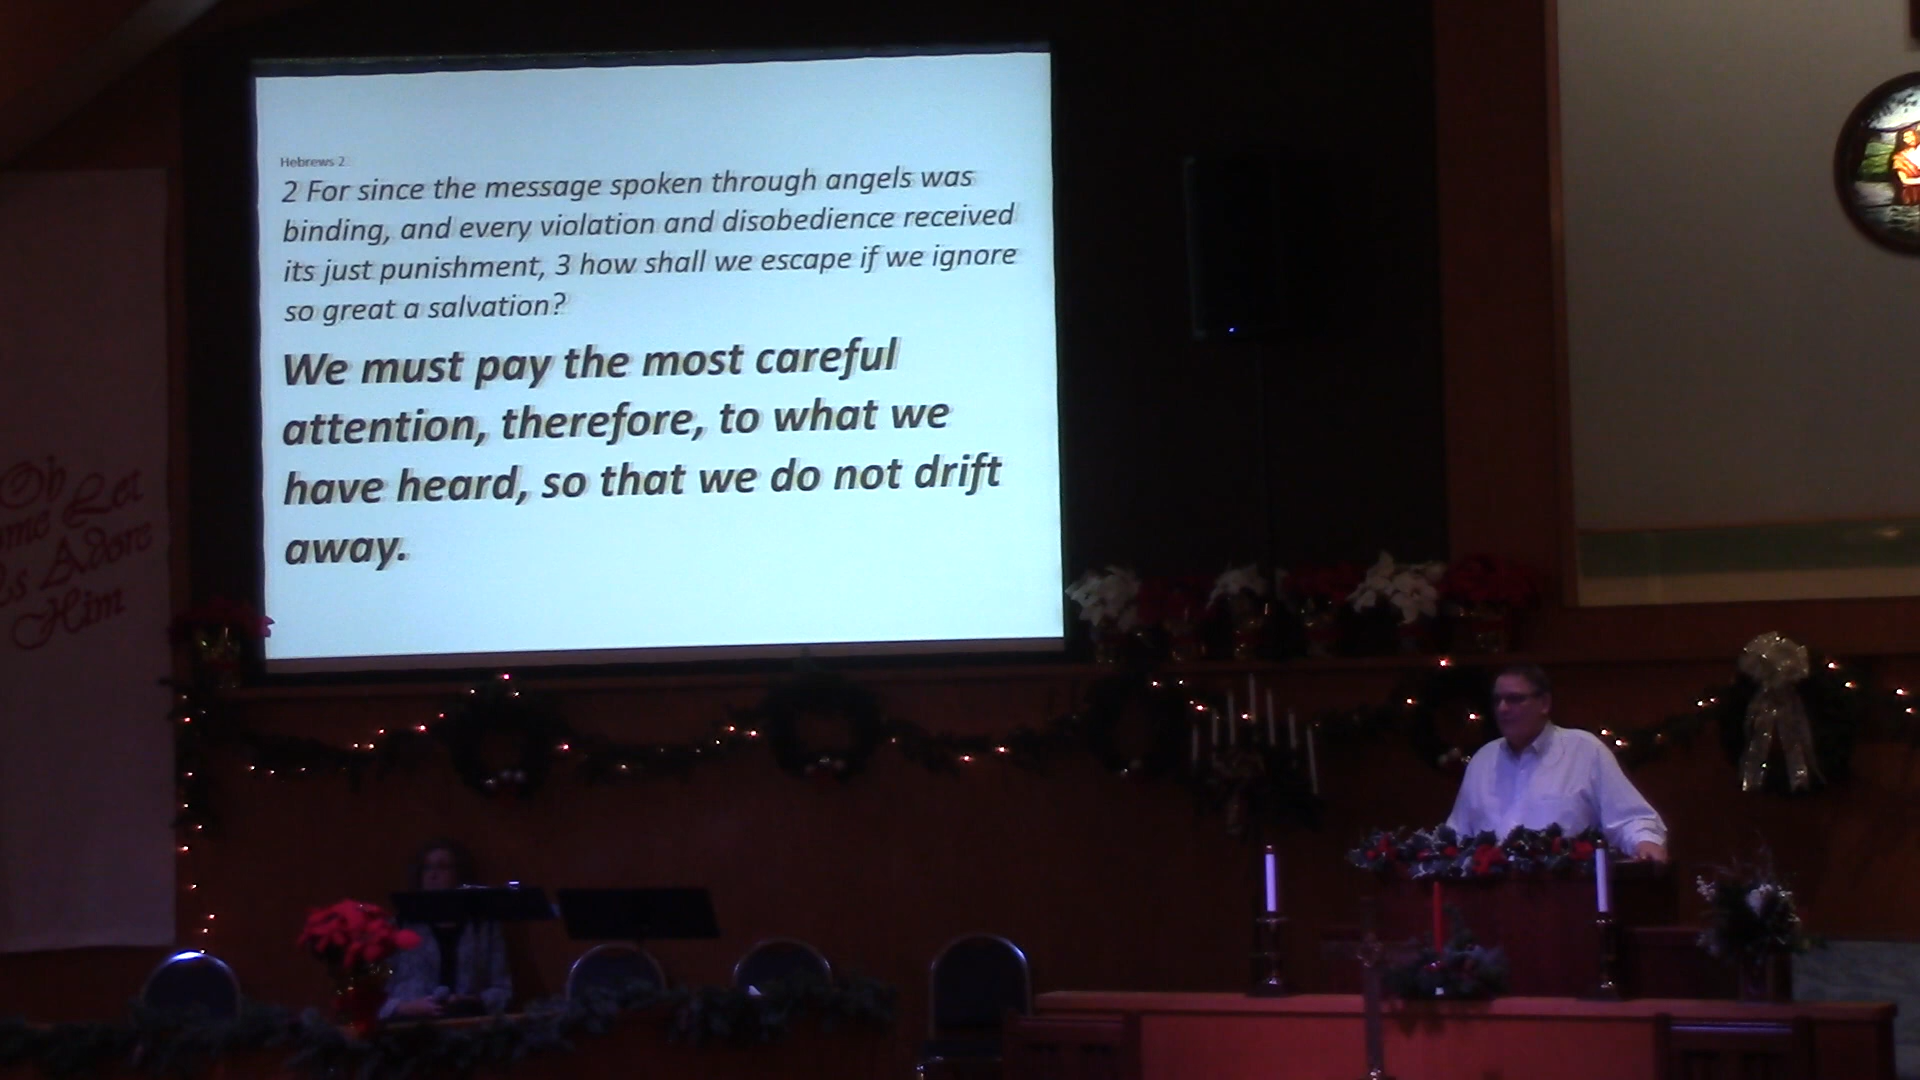 Hebrews 2
2 For since the message spoken through angels was
binding, and every violation and disobedience received
its just punishment, 3 how shall we escape if we ignore
so great a salvation?
We must pay the most careful
attention, therefore, to what we
have heard, so that we do not drift
away.
Oh
Let
Adore
Him